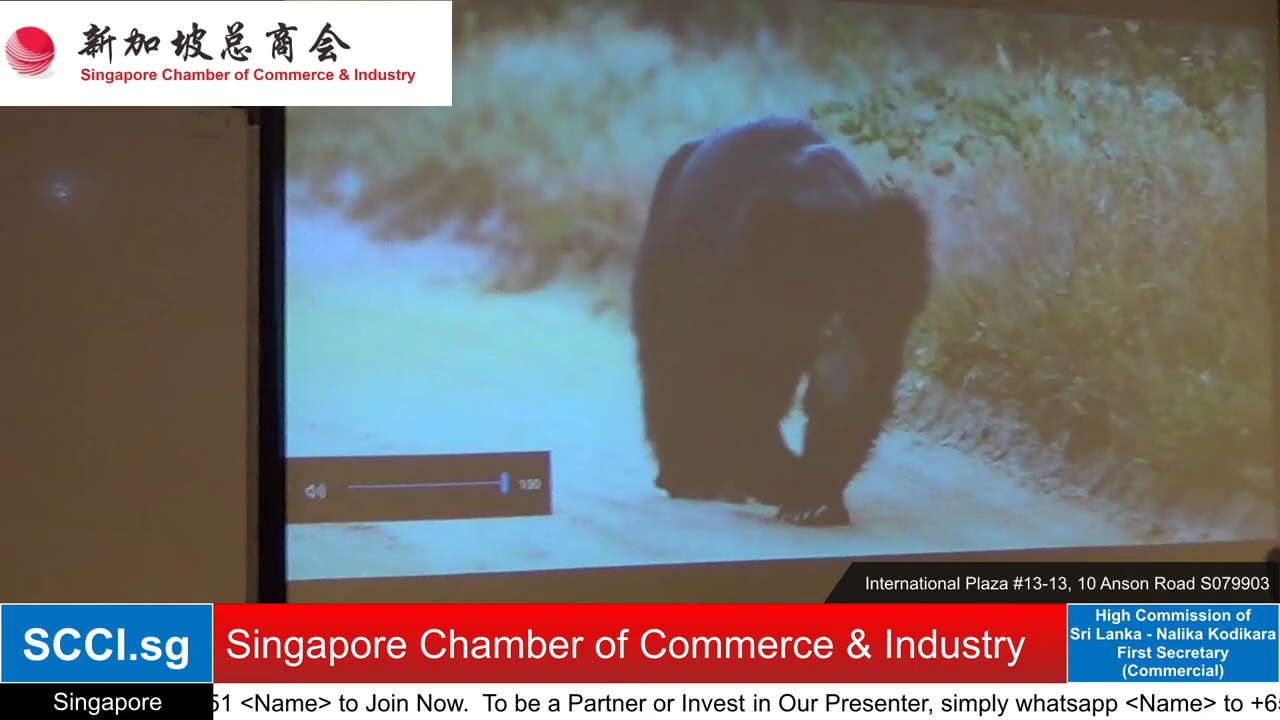 新加坡总商会
Singapore Chamber of Commerce & Industry
100
International Plaza #13-13, 10 Anson Road S079903
SCCI.sg
Singapore Chamber of Commerce & Industry
High Commission of
Sri Lanka - Nalika Kodikara
First Secretary
(Commercial)
Singapore
51 <Name> to Join Now. To be a Partner or Invest in Our Presenter, simply whatsapp <Name> to +6